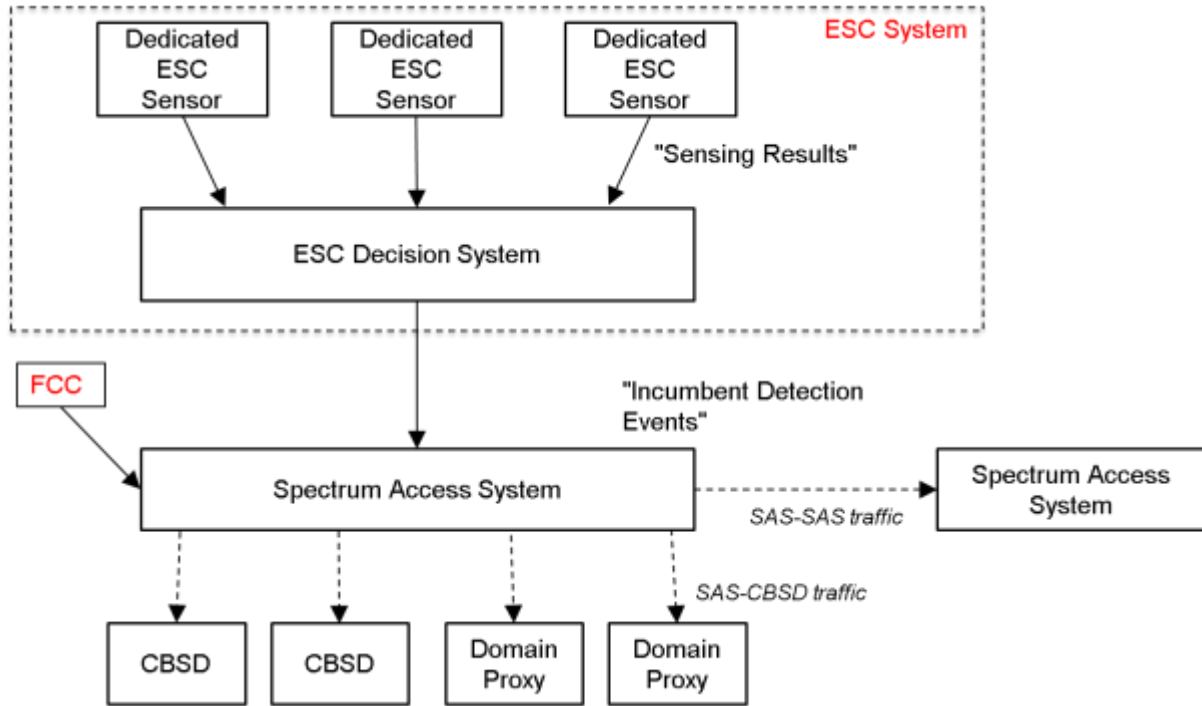 ESC System
Dedicated
ESC
Sensor
Dedicated
ESC
Sensor
Dedicated
ESC
Sensor
"Sensing Results"
ESC Decision System
FCC
"Incumbent Detection
Events"
Spectrum Access System
Spectrum Access
System
SAS-SAS traffic
SAS-CBSD traffic
CBSD
CBSD
Domain
Proxy
Domain
Proxy